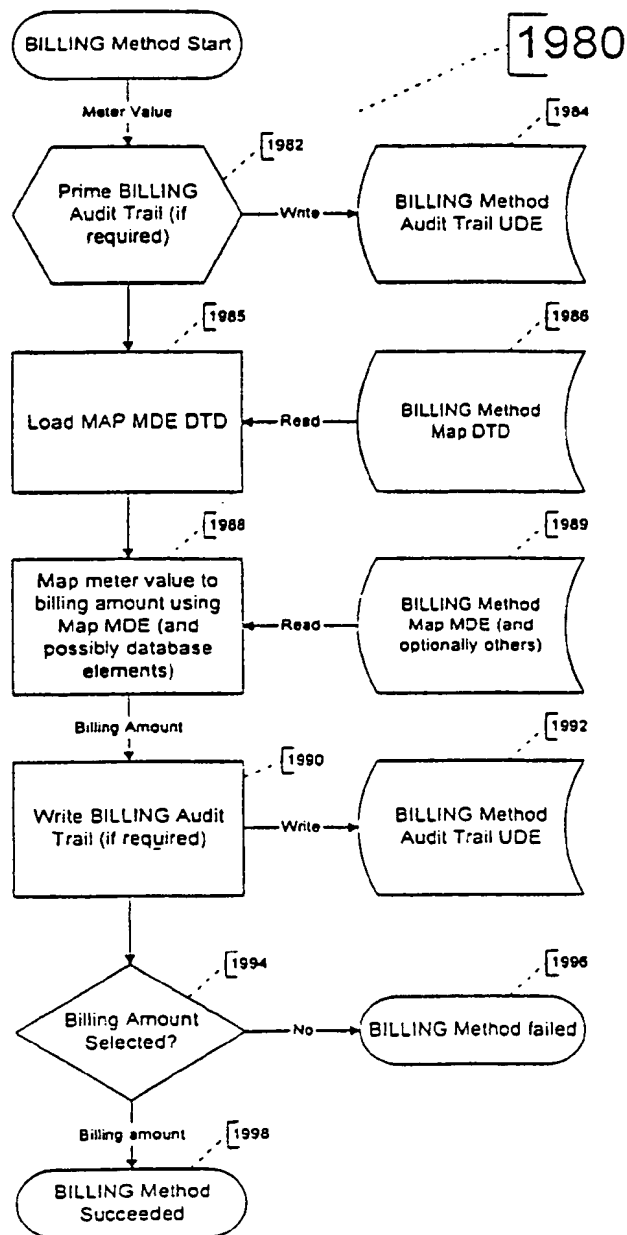 BILLING Method Start
1980
Meter Value
1982
1984
Prime BILLING
Audit Trail (if
required)
Write
BILLING Method
Audit Trail UDE
1985
1986
Load MAP MDE DTD
Read
BILLING Method
Map DTD
1988
1989
Map meter value to
billing amount using
Map MDE (and
possibly database
elements)
Read
BILLING Method
Map MDE (and
optionally others)
Billing Amount
1990
1992
Write BILLING Audit
Trail (if required)
Write
BILLING Method
Audit Trail UDE
1994
1996
Billing Amount
Selected?
No
BILLING Method failed
Billing amount
1998
BILLING Method
Succeeded